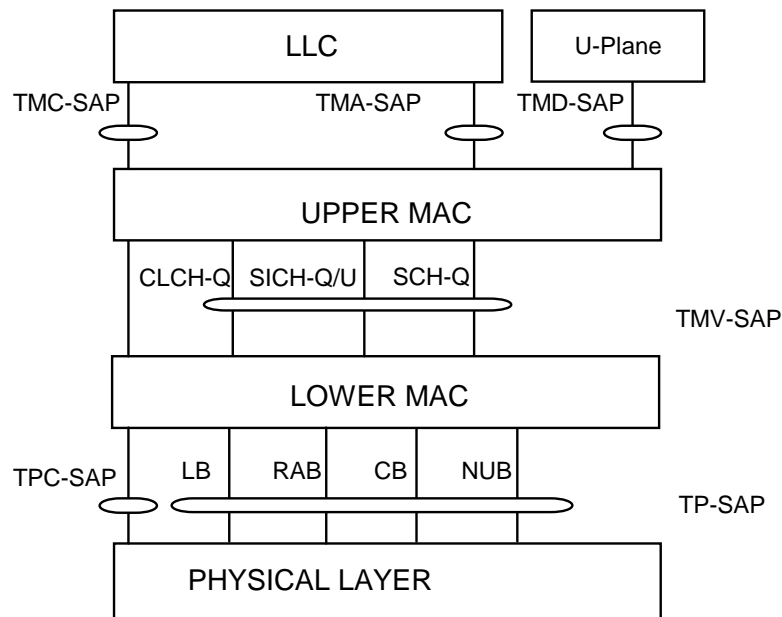 LLC
U-Plane
TMC-SAP
TMA-SAP
TMD-SAP
UPPER MAC
CLCH-Q
SICH-Q/U
SCH-Q
TMV-SAP
LOWER MAC
TPC-SAP
LB
RAB
CB
NUB
TP-SAP
PHYSICAL LAYER